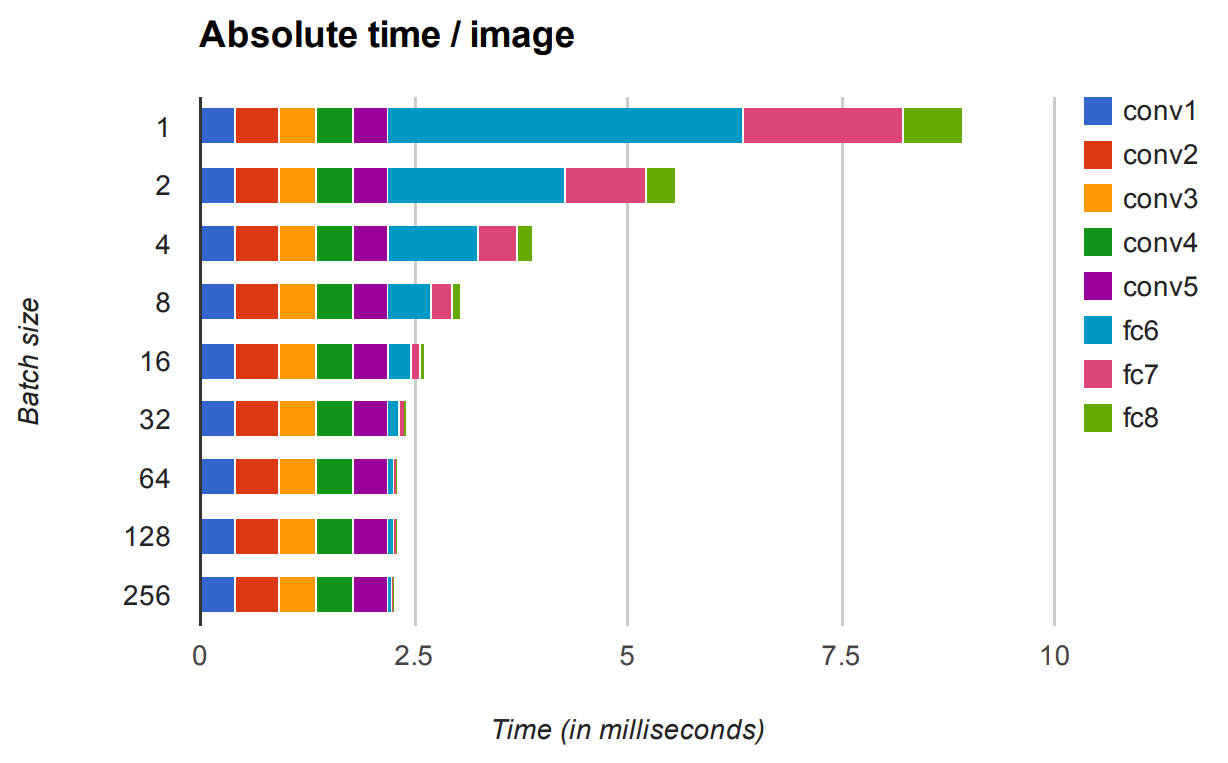 Absolute time / image
Batch size
1
2
4
8
16
32
64
128
256
0
2.5
5
7.5
10
Time (in milliseconds)
conv1
conv2
conv3
conv4
conv5
fc6
fc7
fc8